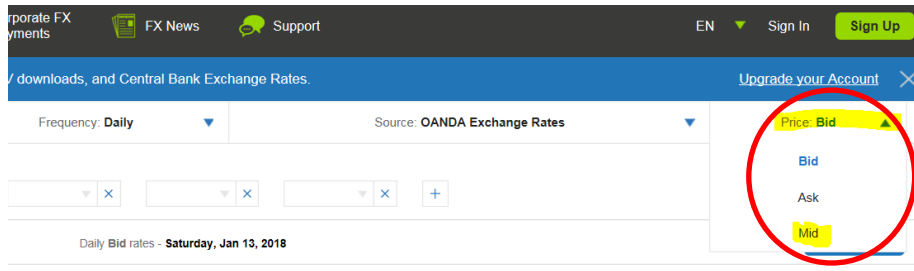 rporate FX
yments
FX News
Support
EN
Sign In
Sign Up
/ downloads, and Central Bank Exchange Rates.
Upgrade your Account
Frequency: Daily
Source: OANDA Exchange Rates
Price: Bid
Bid
Ask
Mid
Daily Bid rates - Saturday, Jan 13, 2018